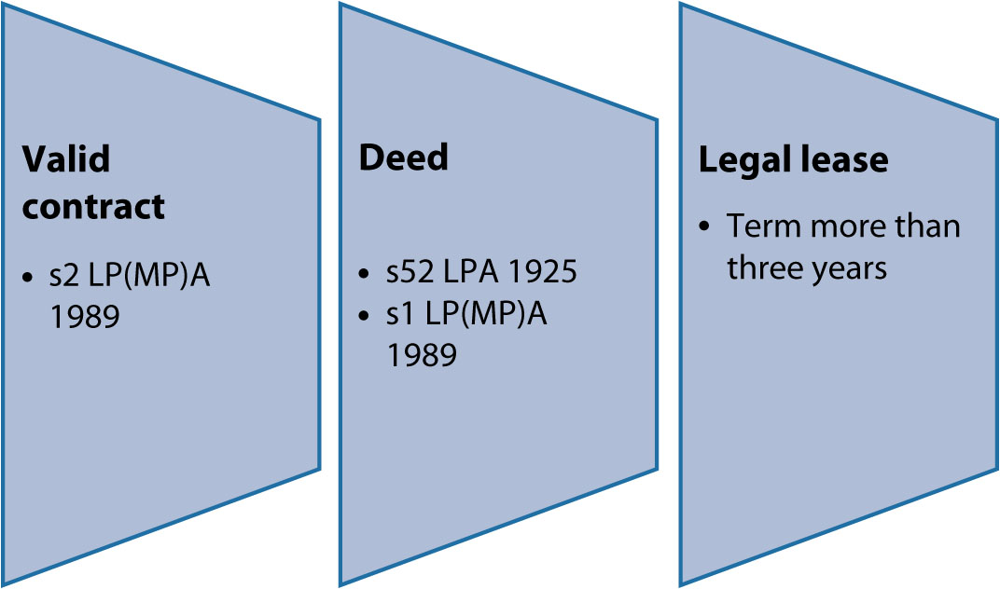 Valid
contract
• s2 LP(MP)A
1989
Deed
• s52 LPA 1925
• s1 LP(MP)A
1989
Legal lease
• Term more than
three years